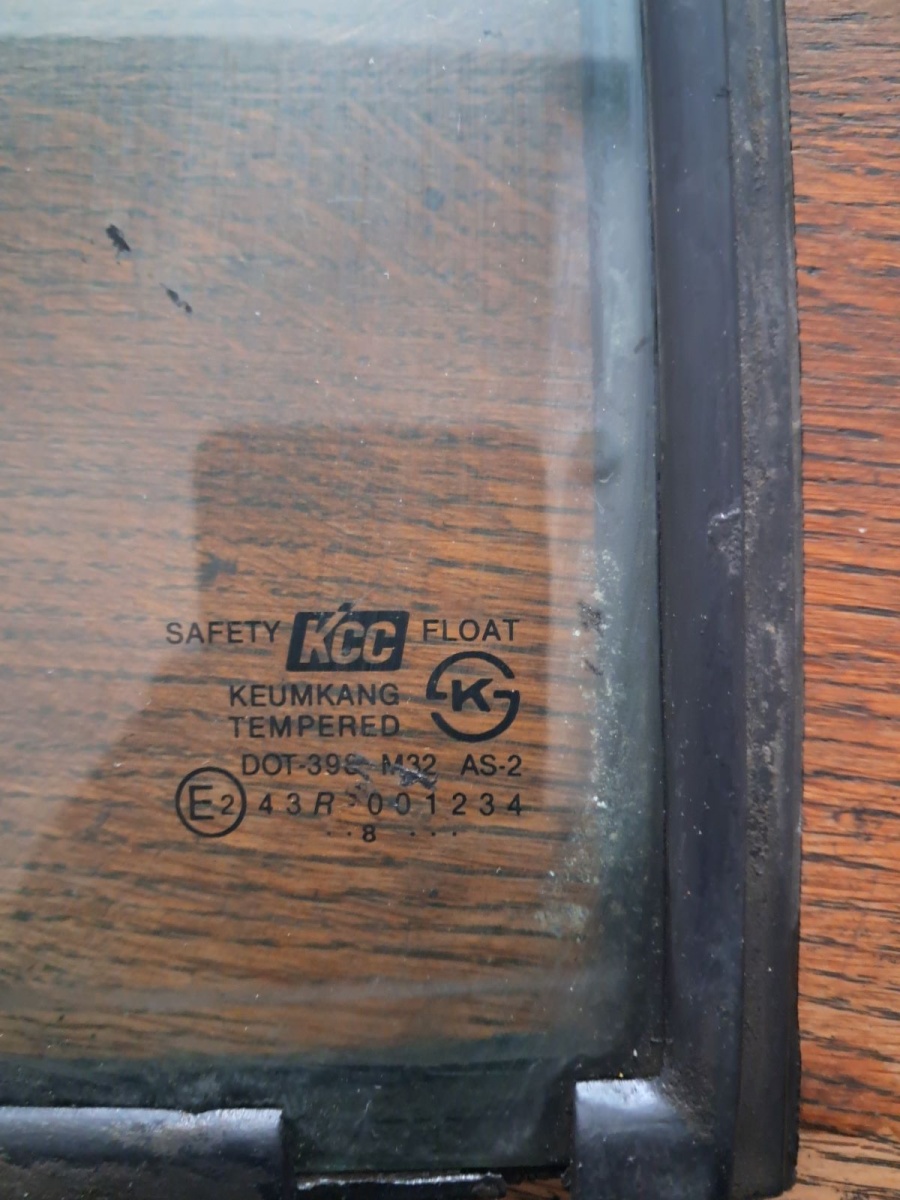 SAFETY KCC FLOAT
KEUMKANG
TEMPERED
K
M32 AS-2
E2 43R 001234
..8 ...